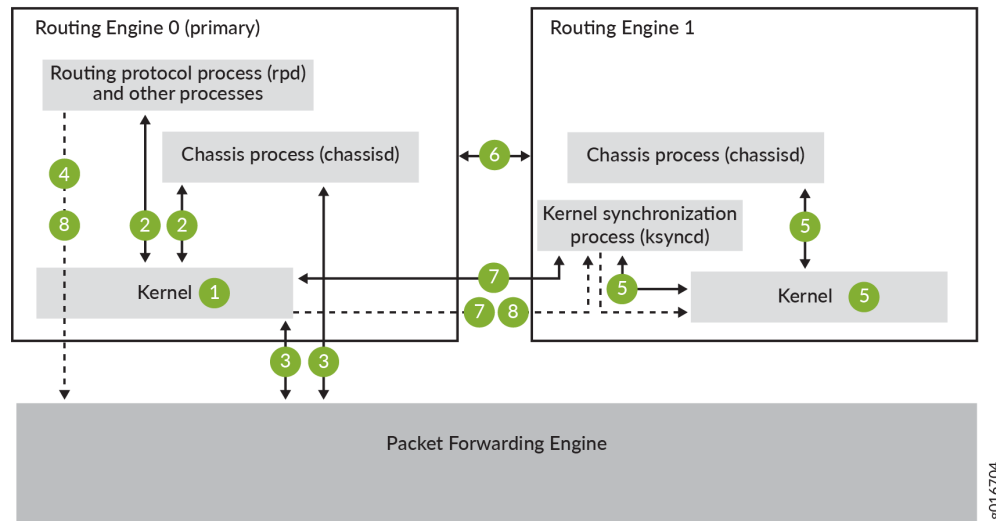 Routing Engine 0 (primary)
Routing Engine 1
Routing protocol process (rpd)
and other processes
Chassis process (chassisd)
6
Chassis process (chassisd)
4
8
2
2
Kernel synchronization
process (ksyncd)
5
Kernel 1
7
5
Kernel 5
7 8
3
3
Packet Forwarding Engine
g016704